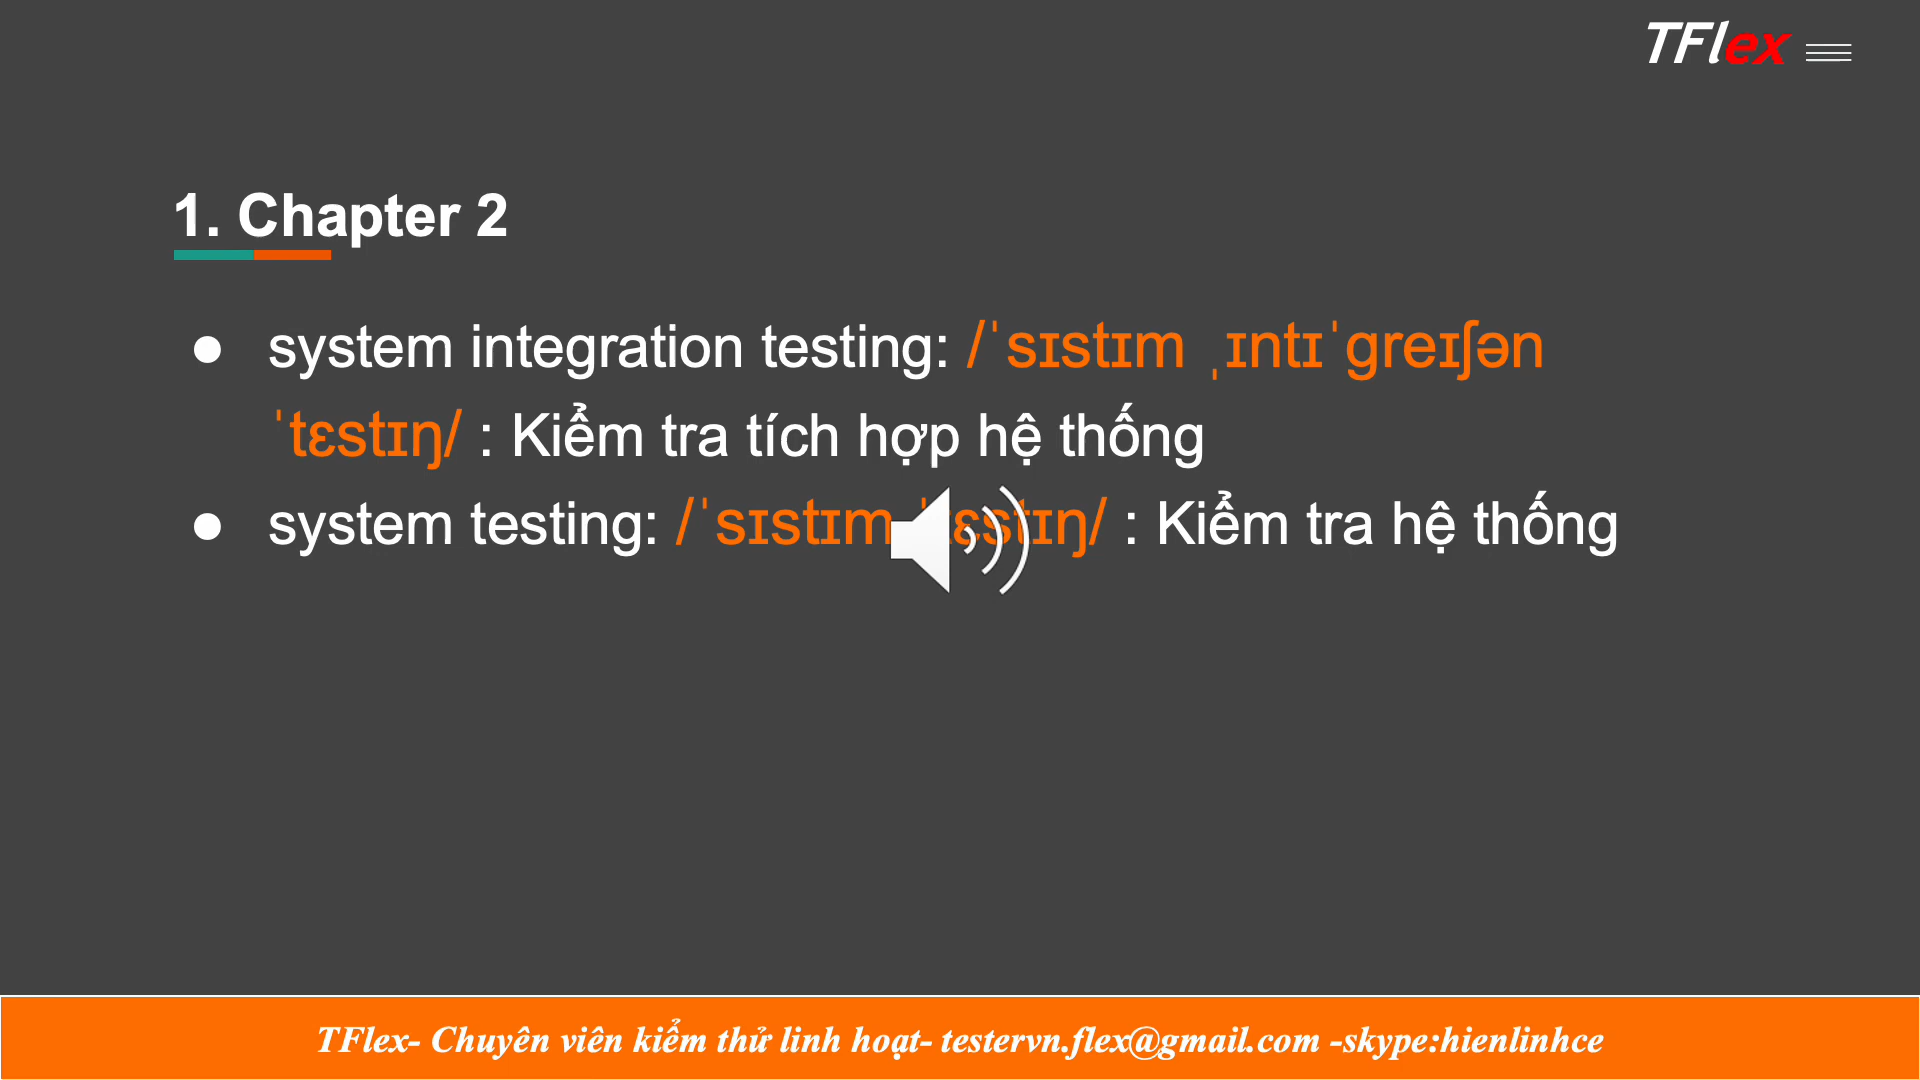 TFlex
1. Chapter 2
● system integration testing: /ˈsɪstɪm ˌɪntɪˈgreɪʃən
ˈtɛstɪŋ/ : Kiểm tra tích hợp hệ thống
● system testing: /ˈsɪstɪm ˈtɛstɪŋ/ : Kiểm tra hệ thống
TFlex- Chuyên viên kiểm thử linh hoạt- testervn.flex@gmail.com -skype:hienlinhce